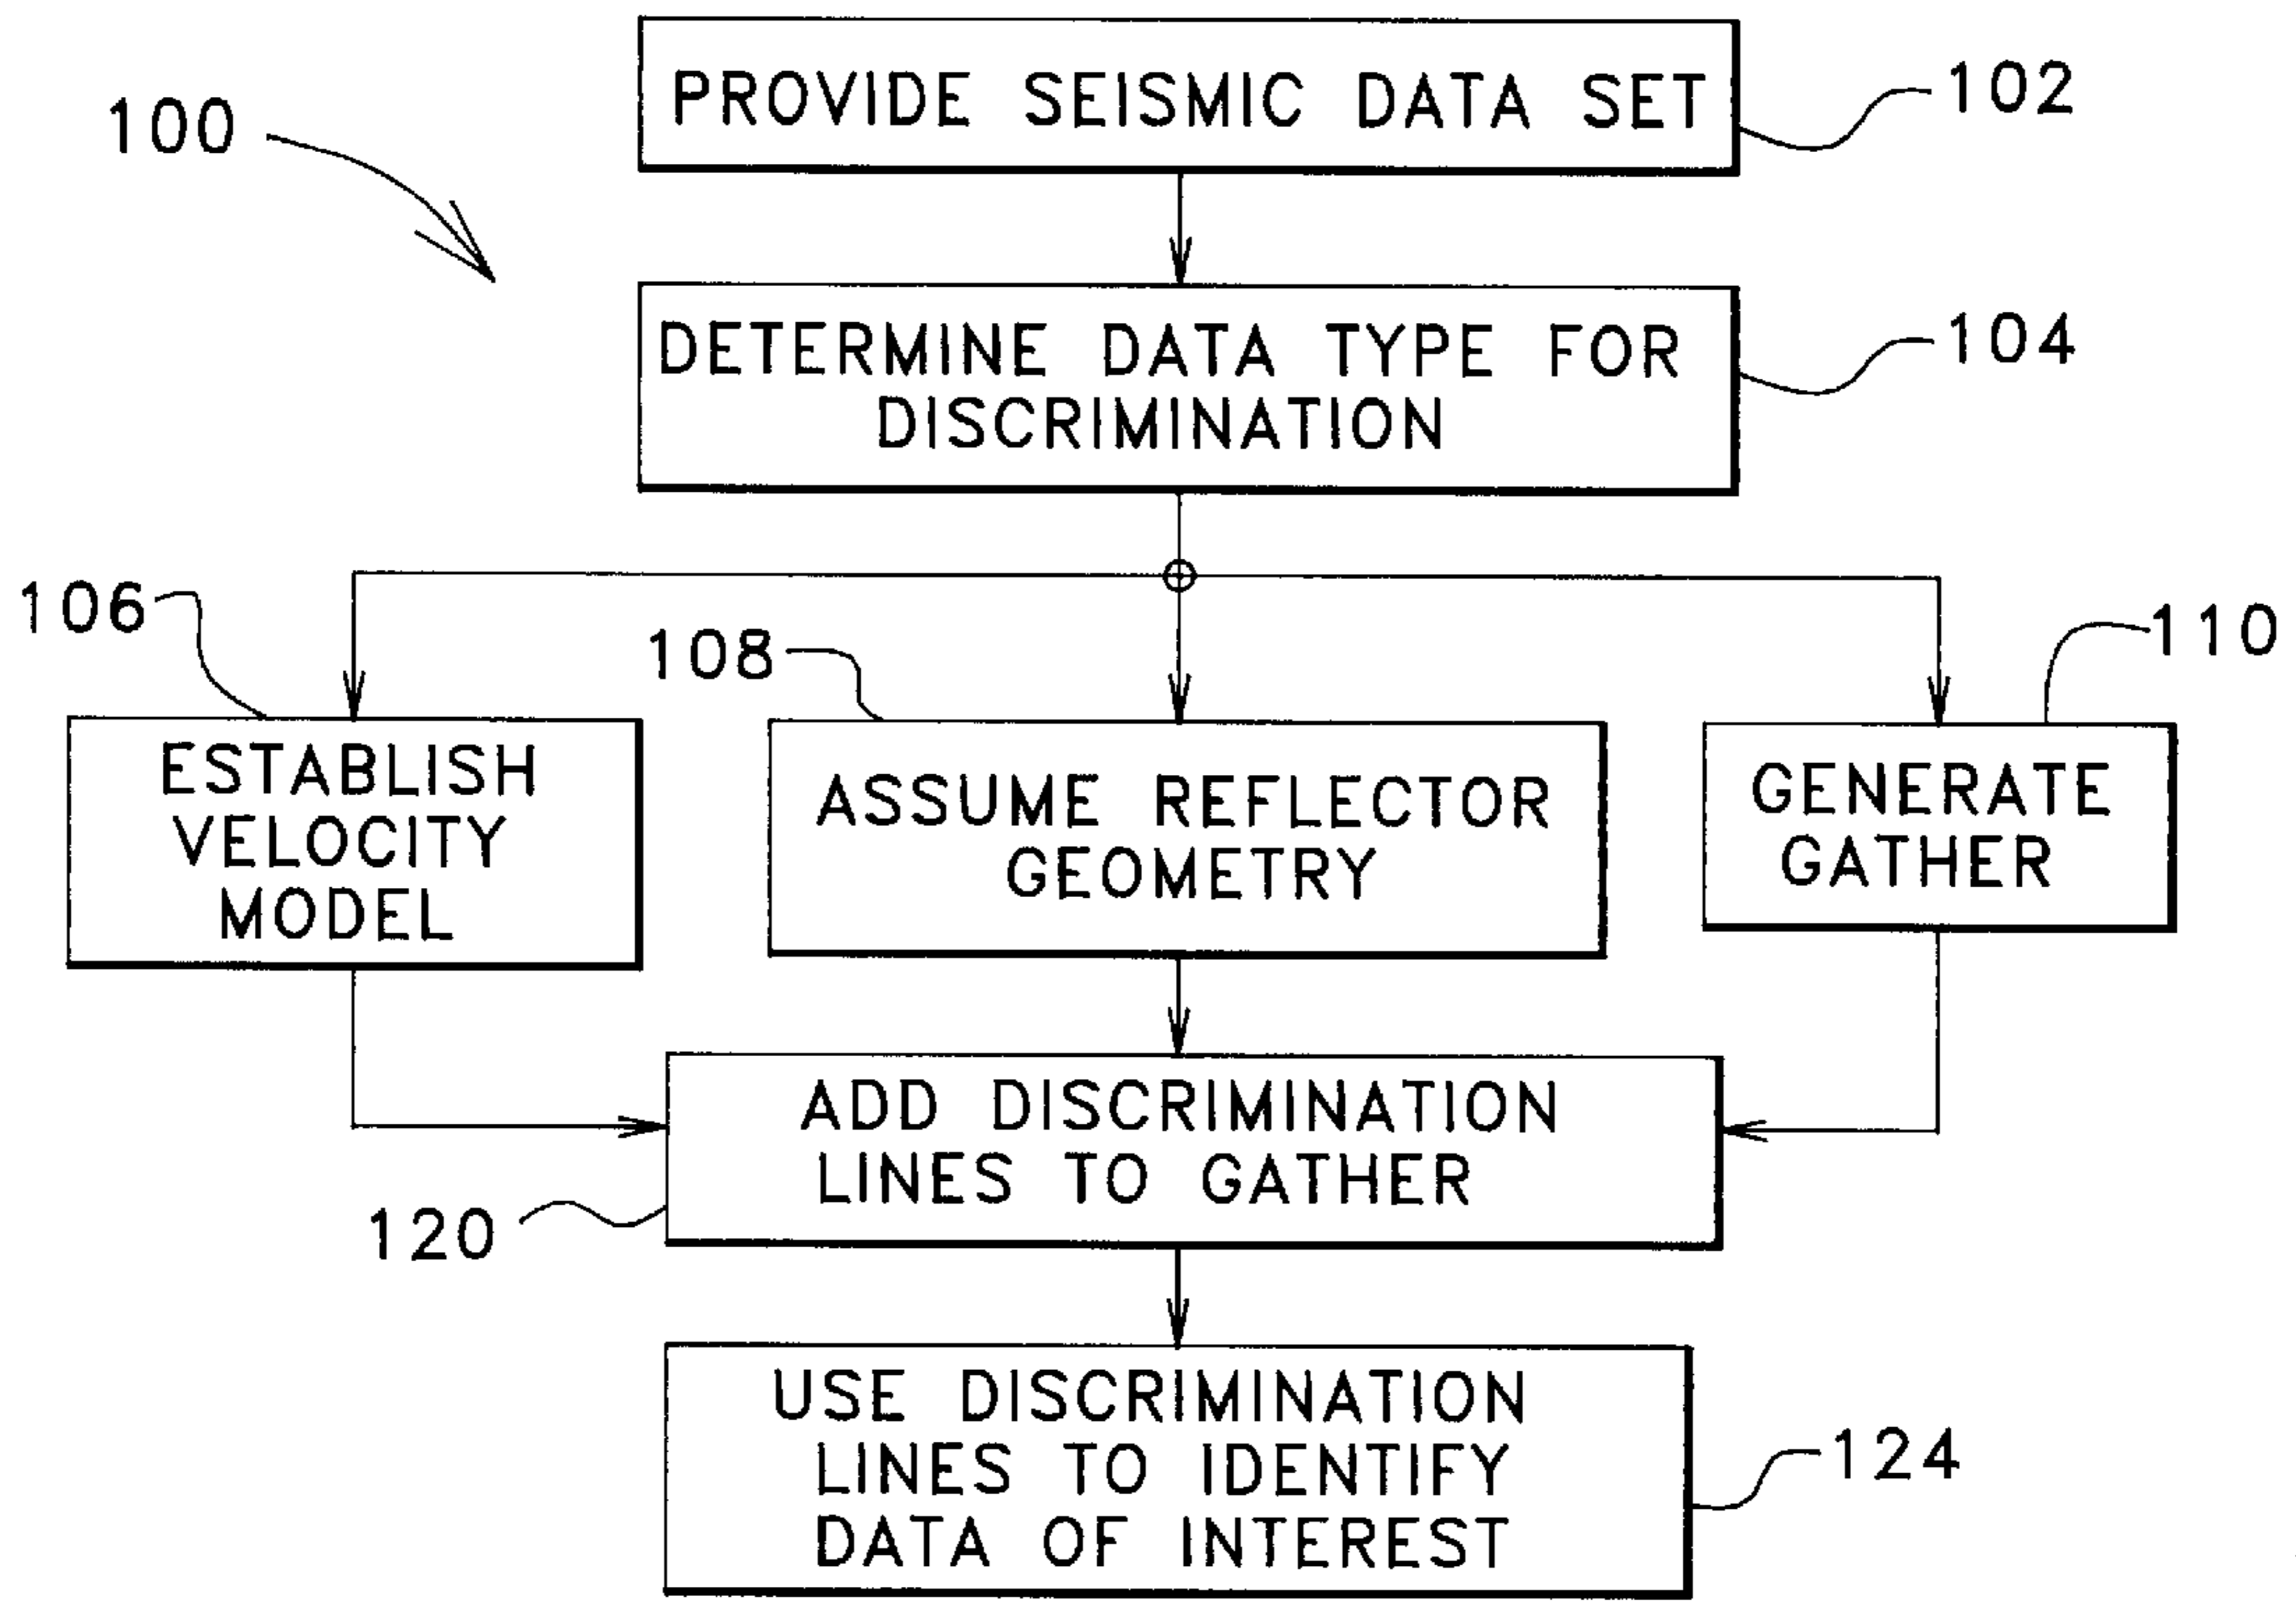 PROVIDE SEISMIC DATA SET
102
100
DETERMINE DATA TYPE FOR
DISCRIMINATION
104
106
108
110
ESTABLISH
VELOCITY
MODEL
ASSUME REFLECTOR
GEOMETRY
GENERATE
GATHER
ADD DISCRIMINATION
LINES TO GATHER
120
USE DISCRIMINATION
LINES TO IDENTIFY
DATA OF INTEREST
124